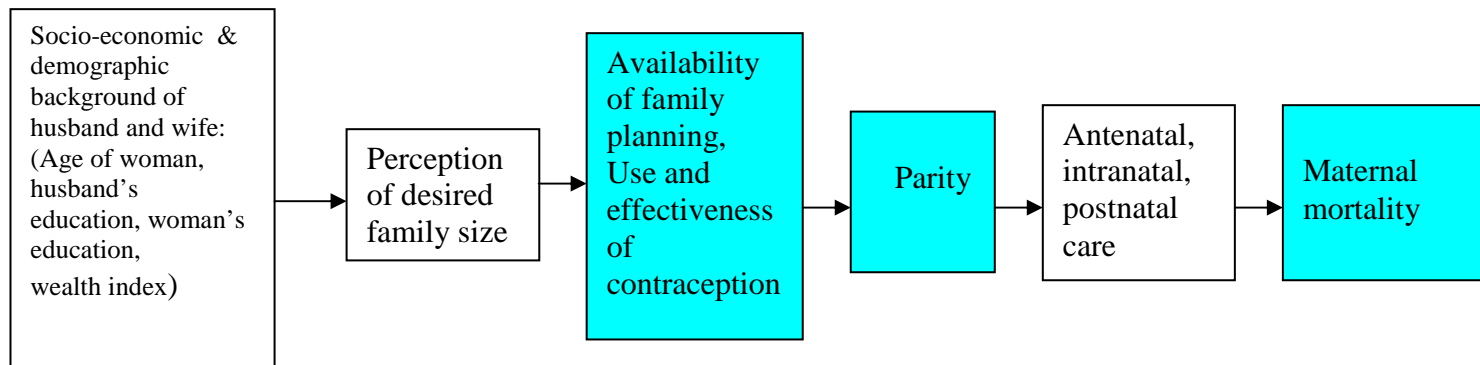 Socio-economic &
demographic
background of
husband and wife:
(Age of woman,
husband’s
education, woman’s
education,
wealth index)
Perception
of desired
family size
Availability
of family
planning,
Use and
effectiveness
of
contraception
Parity
Antenatal,
intranatal,
postnatal
care
Maternal
mortality